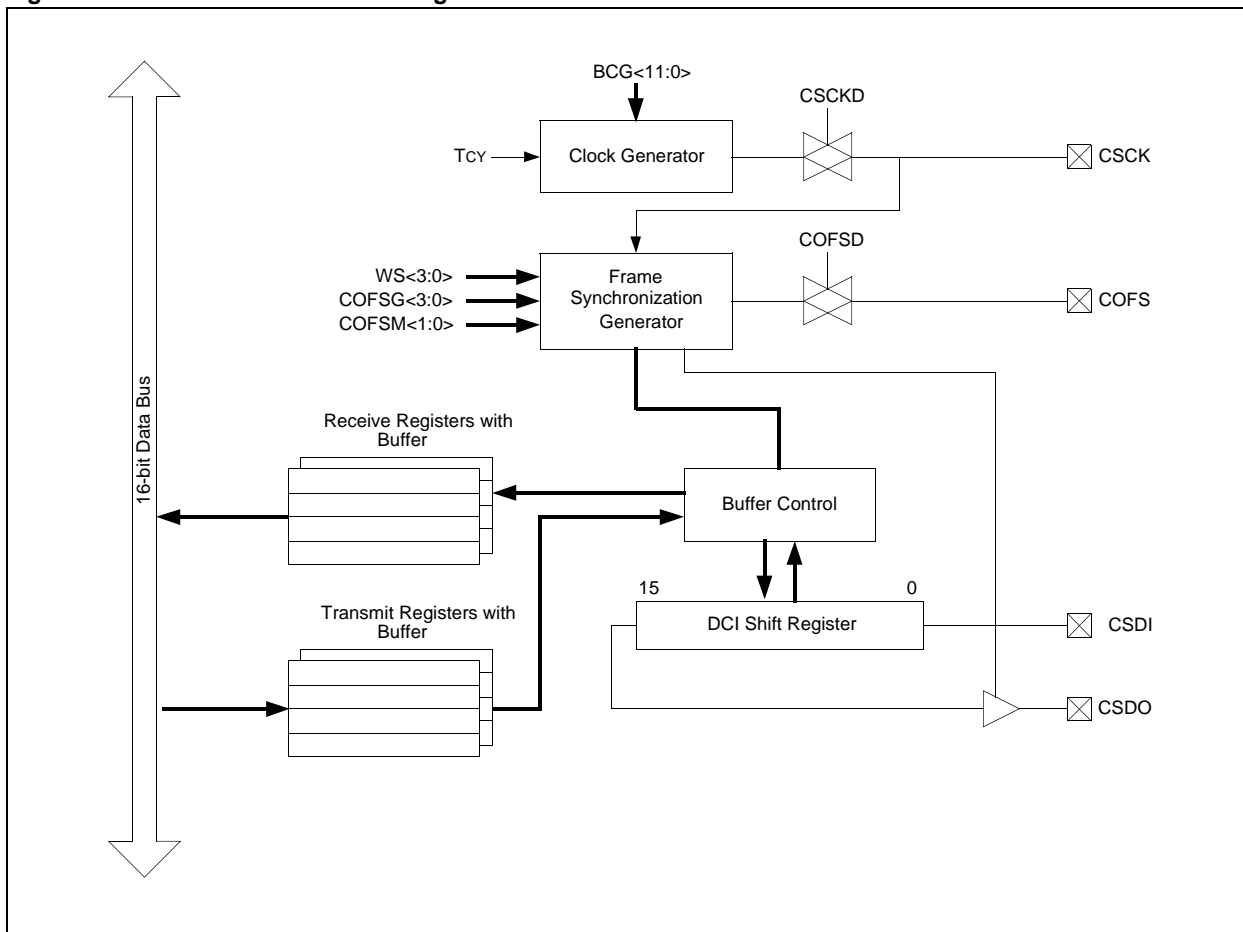 BCG<11:0>
CSCKD
TCY
Clock Generator
CSCK
COFSD
WS<3:0>
COFSG<3:0>
COFSM<1:0>
Frame
Synchronization
Generator
COFS
16-bit Data Bus
Receive Registers with
Buffer
Buffer Control
15
0
Transmit Registers with
Buffer
DCI Shift Register
CSDI
CSDO